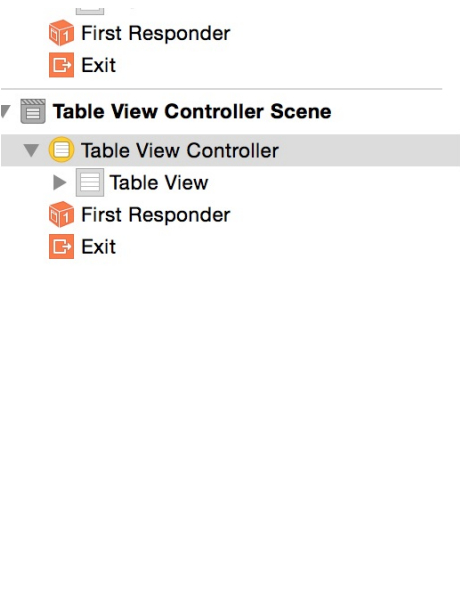 First Responder
Exit
Table View Controller Scene
Table View Controller
Table View
First Responder
Exit